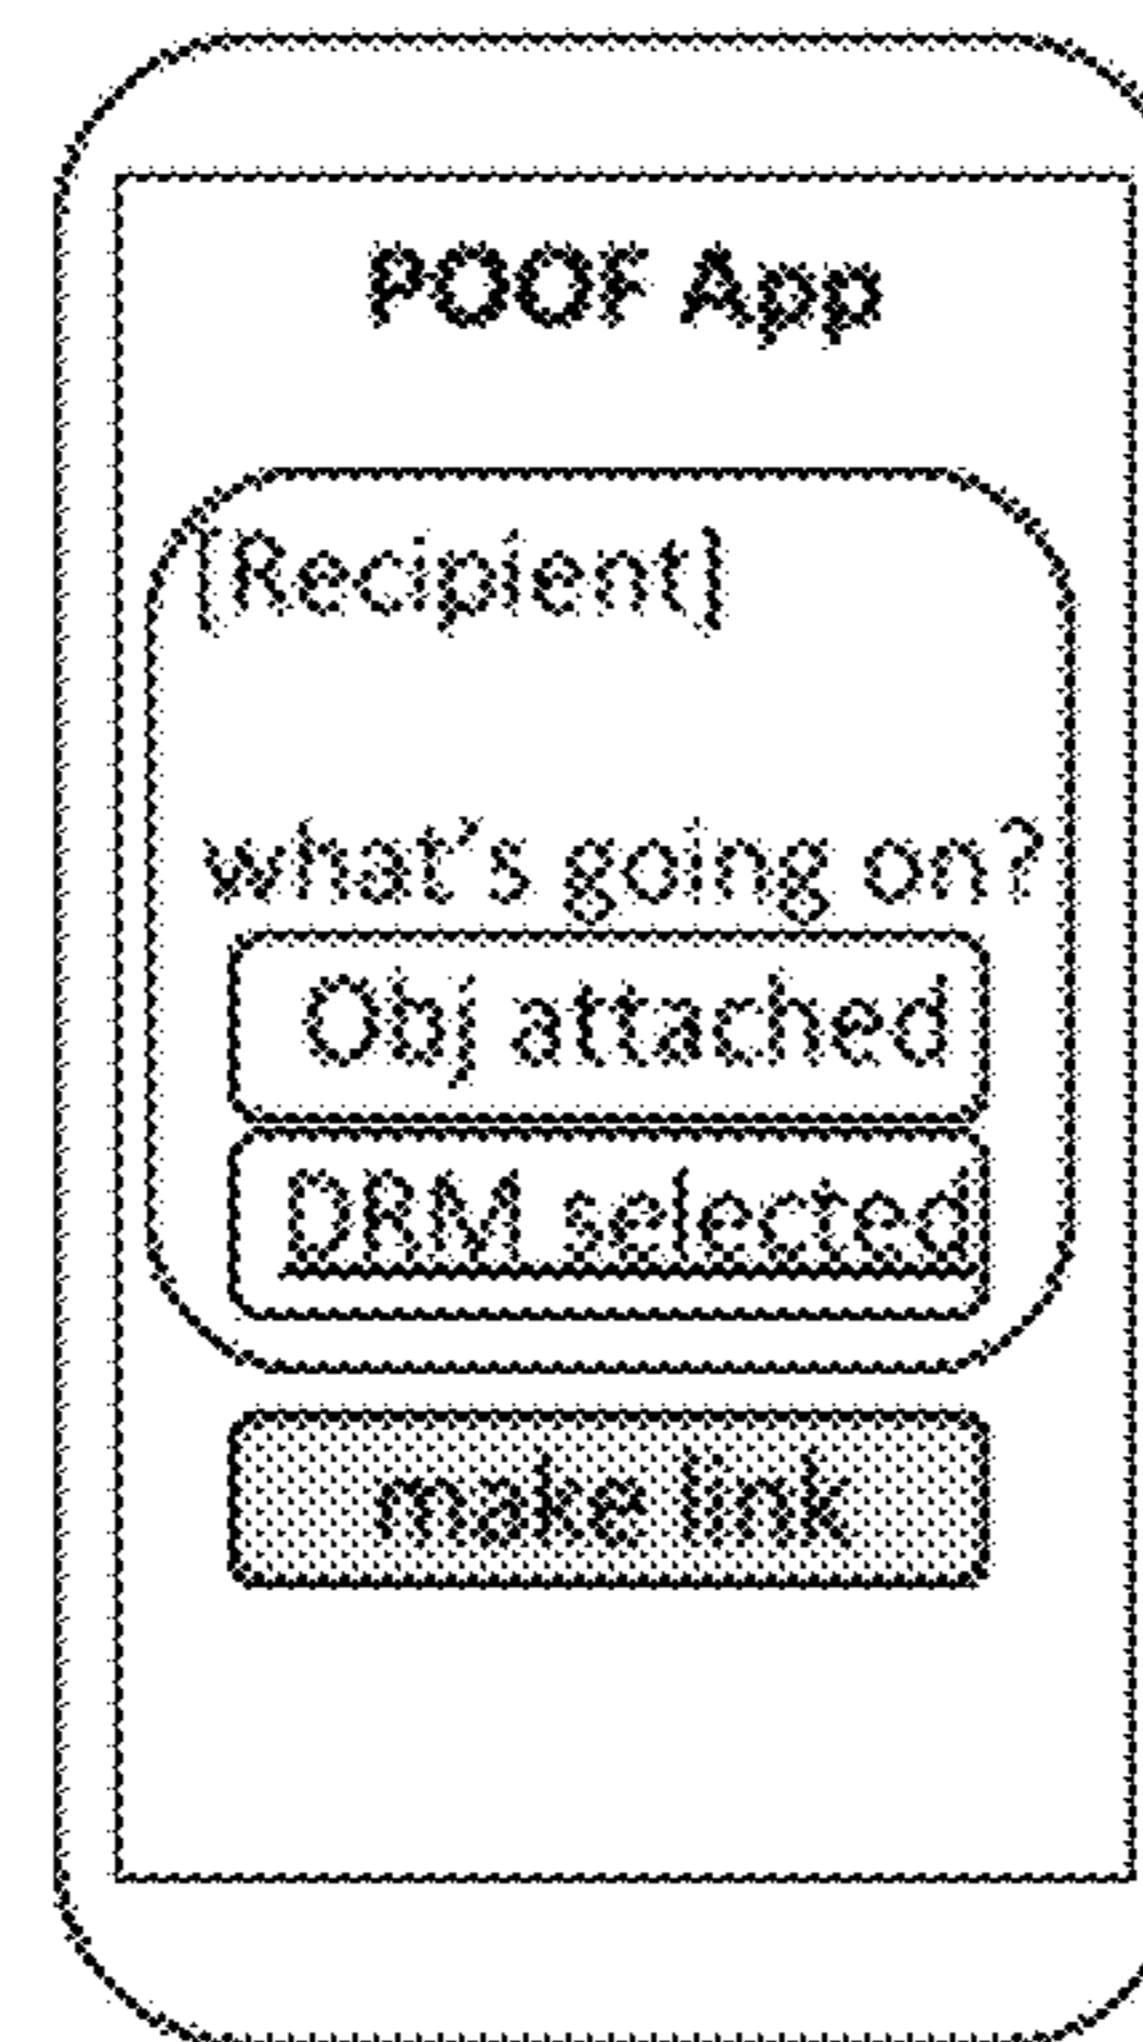 POOF App
[Recipient]
what's going on?
Obj attached
DRM selected
make link